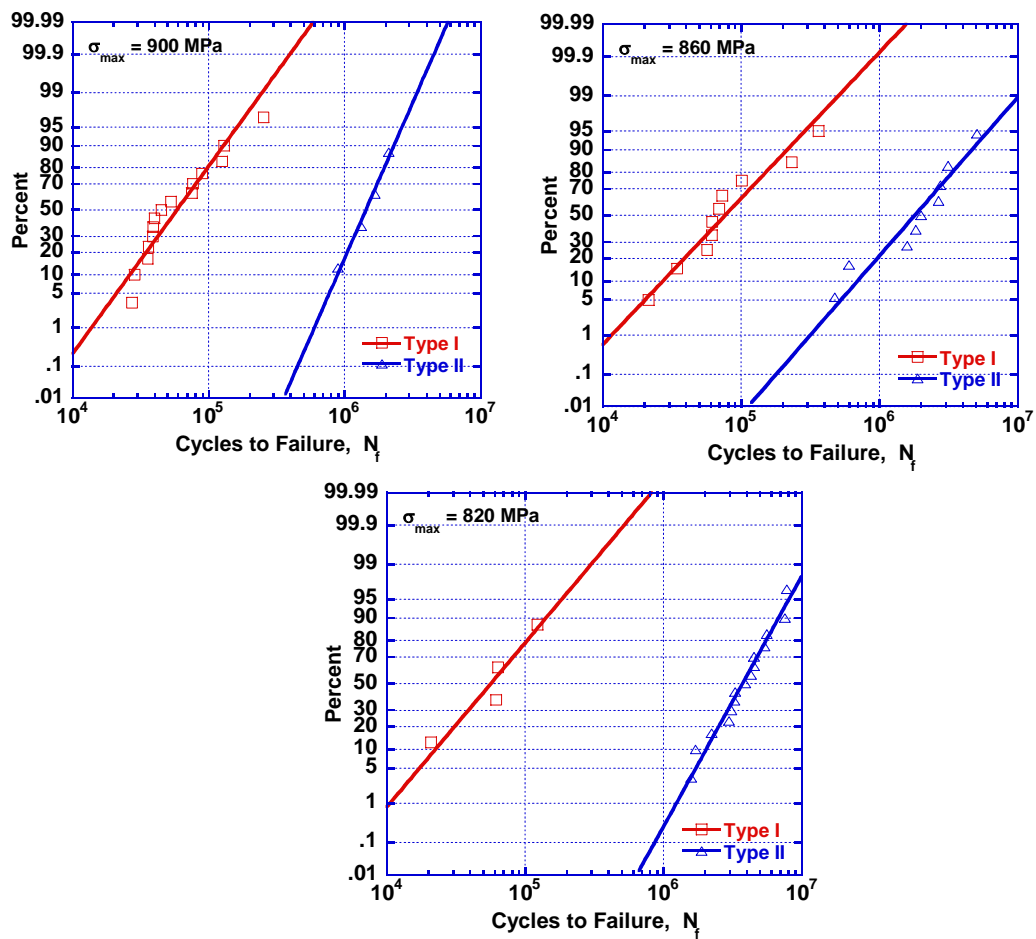 99.99
σmax = 900 MPa
99.9
99
95
90
80
70
50
30
20
10
5
1
.1
.01
Percent
Type I
Type II
10^4 10^5 10^6 10^7
Cycles to Failure, Nf
99.99
σmax = 860 MPa
99.9
99
95
90
80
70
50
30
20
10
5
1
.1
.01
Percent
Type I
Type II
10^4 10^5 10^6 10^7
Cycles to Failure, Nf
99.99
σmax = 820 MPa
99.9
99
95
90
80
70
50
30
20
10
5
1
.1
.01
Percent
Type I
Type II
10^4 10^5 10^6 10^7
Cycles to Failure, Nf